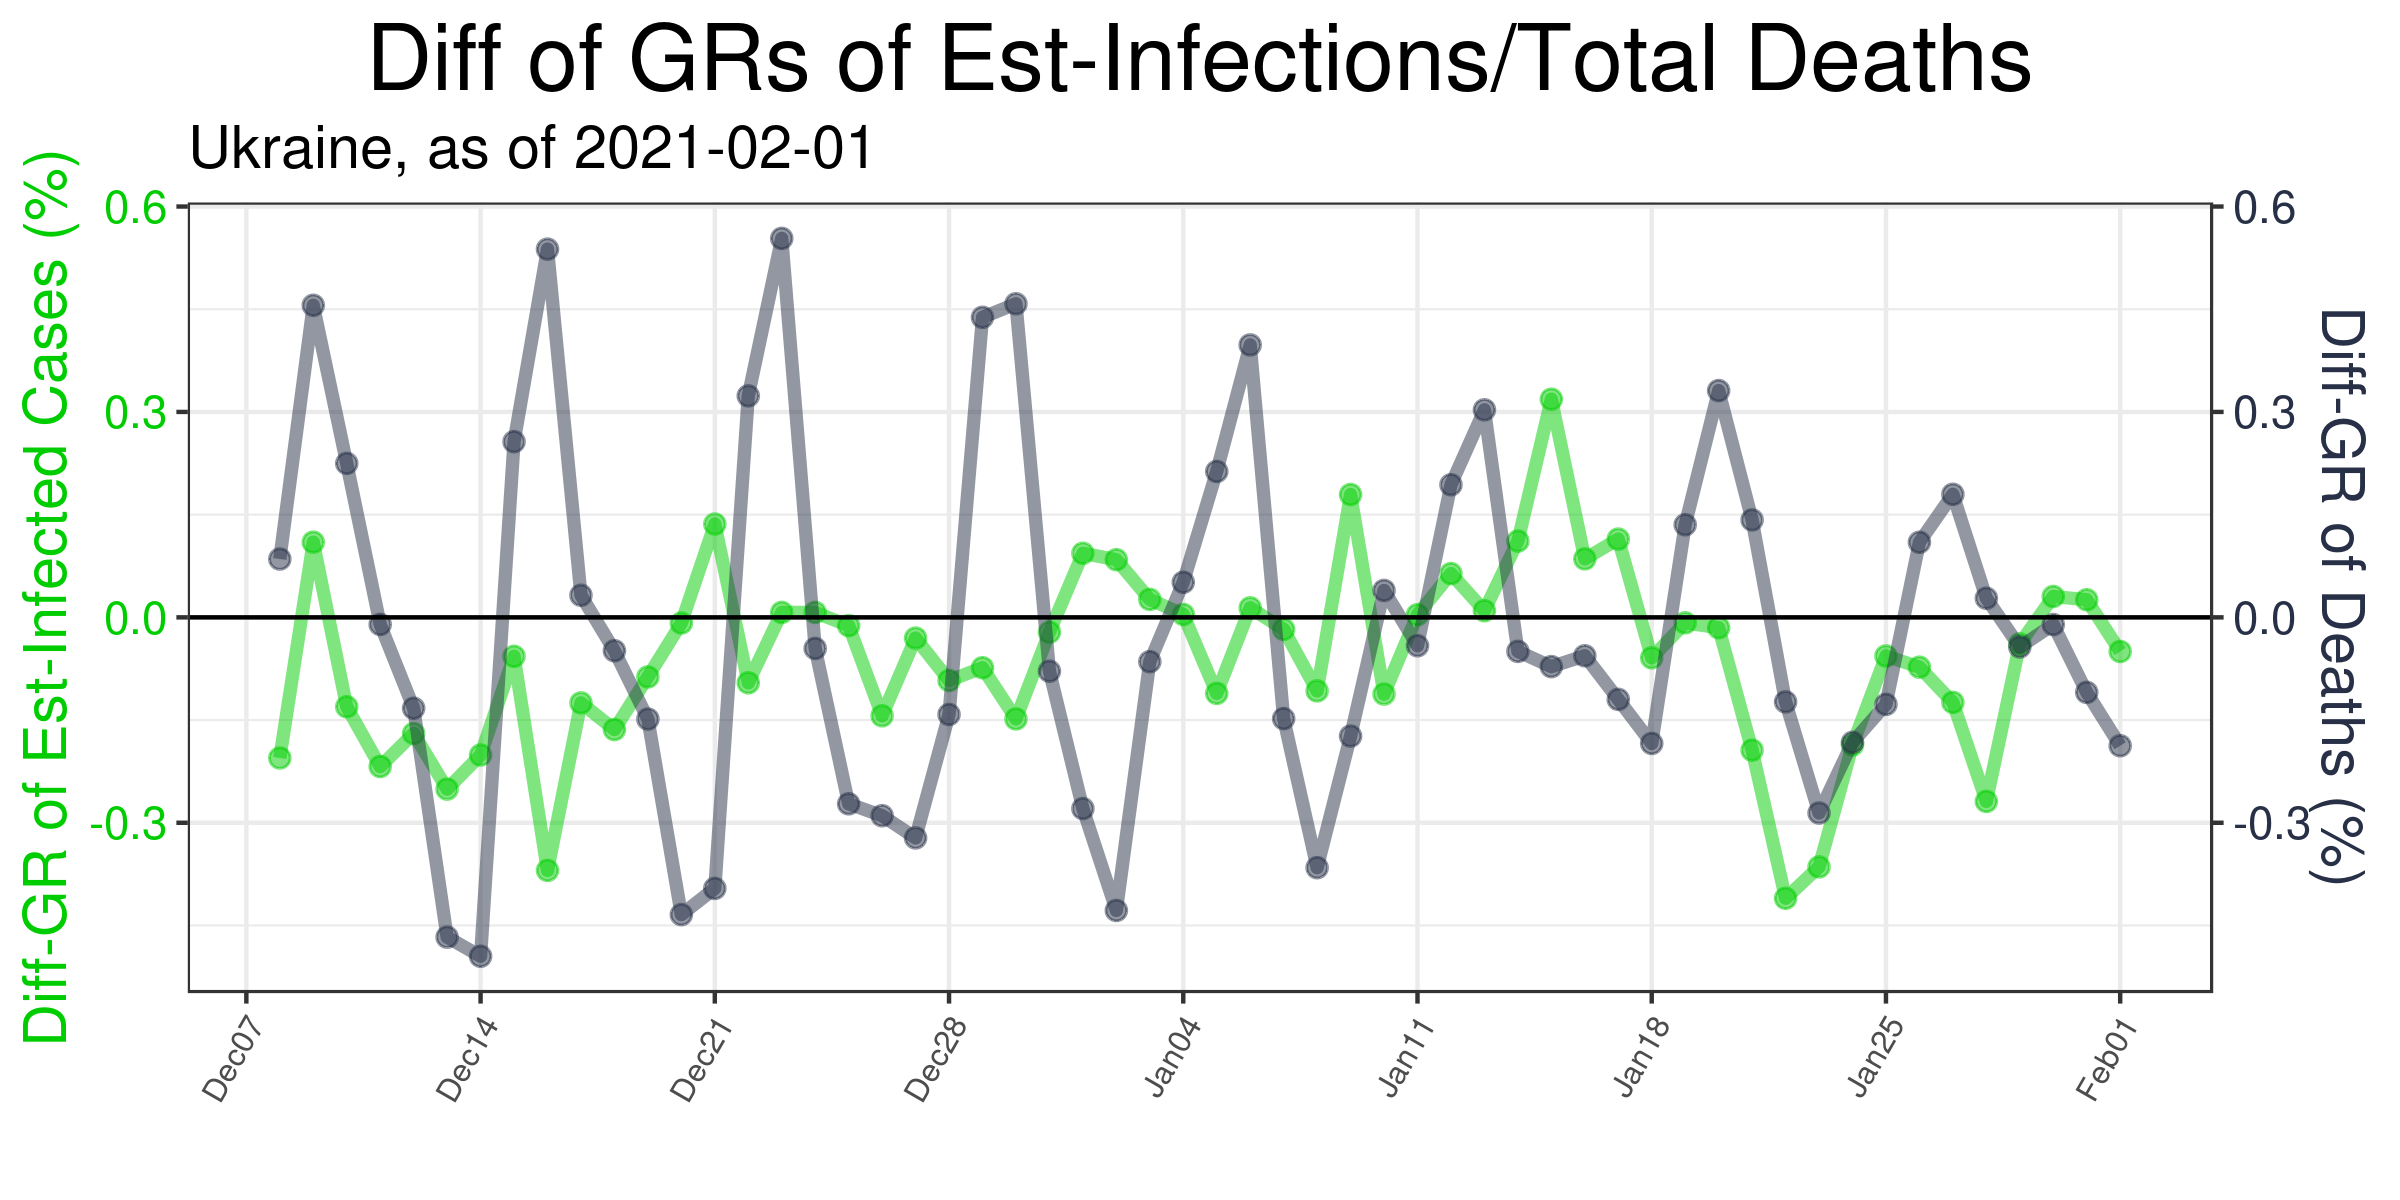 Diff of GRs of Est-Infections/Total Deaths
Ukraine, as of 2021-02-01
Diff-GR of Est-Infected Cases (%)
0.6
0.3
0.0
-0.3
0.6
0.3
0.0
-0.3
Diff-GR of Deaths (%)
Dec07
Dec14
Dec21
Dec28
Jan04
Jan11
Jan18
Jan25
Feb01